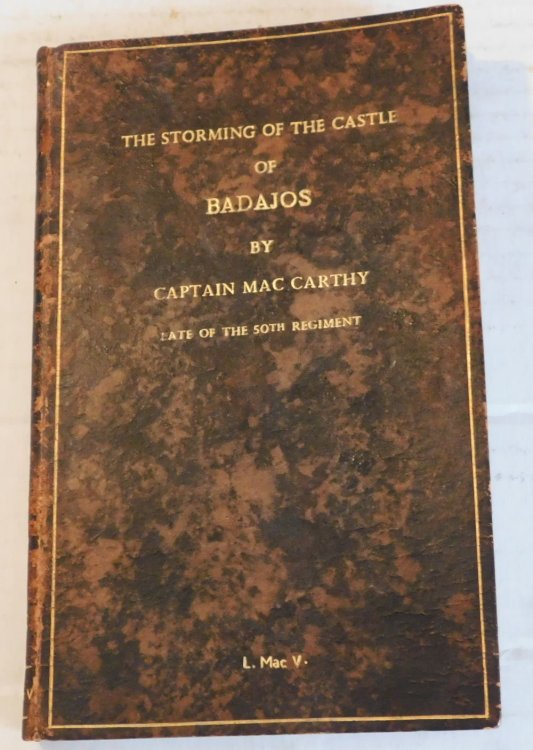 THE STORMING OF THE CASTLE
OF
BADAJOS
BY
CAPTAIN MAC CARTHY
LATE OF THE 50TH REGIMENT
L. Mac V.